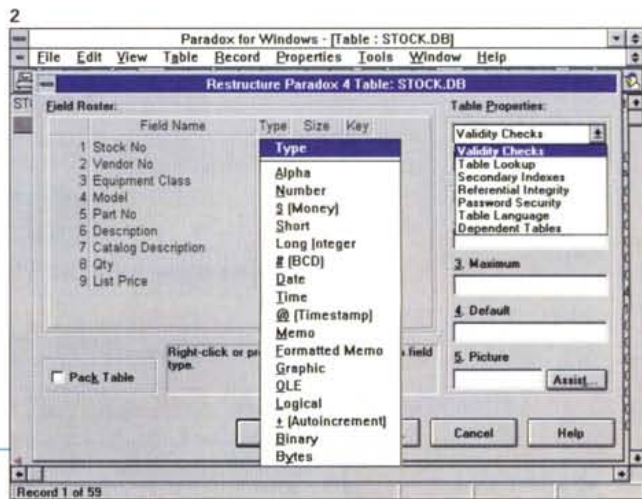 2
Paradox for Windows - [Table : STOCK.DB]
File Edit View Table Record Properties Tools Window Help
Restructure Paradox 4 Table: STOCK.DB
Field Roster:
Field Name Type Size Key
1 Stock No
2 Vendor No
3 Equipment Class
4 Model
5 Part No
6 Description
7 Catalog Description
8 Qty
9 List Price
Type
Alpha
Number
$ (Money)
Short
Long Integer
# (BCD)
Date
Time
@ (Timestamp)
Memo
Formatted Memo
Graphic
OLE
Logical
+ (Autoincrement)
Binary
Bytes
Table Properties:
Validity Checks
Validity Checks
Table Lookup
Secondary Indexes
Referential Integrity
Password Security
Table Language
Dependent Tables
3. Maximum
4. Default
5. Picture
Assist...
Pack Table
Right-click or field
type.
Cancel
Help
Record 1 of 59